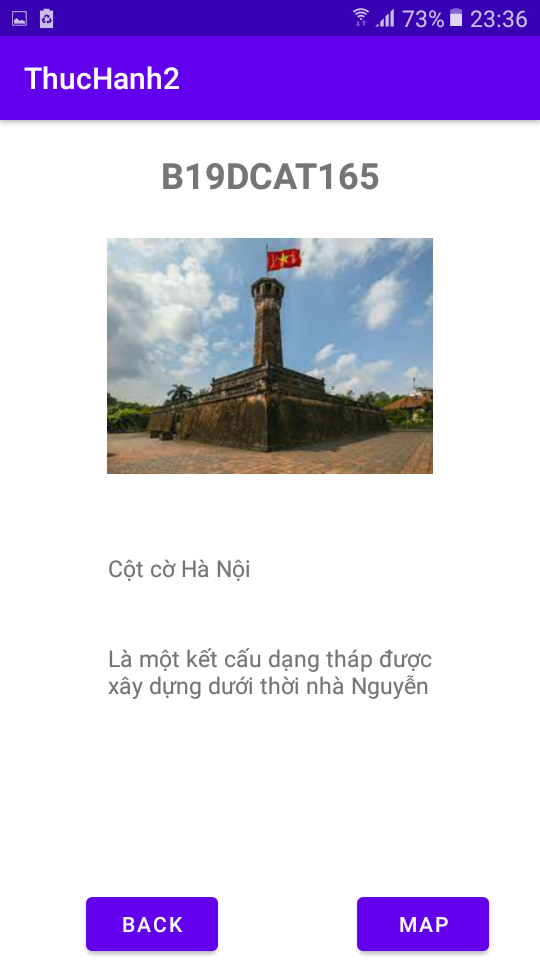 73% 23:36
ThucHanh2
B19DCAT165
Cột cờ Hà Nội
Là một kết cấu dạng tháp được
xây dựng dưới thời nhà Nguyễn
BACK
MAP